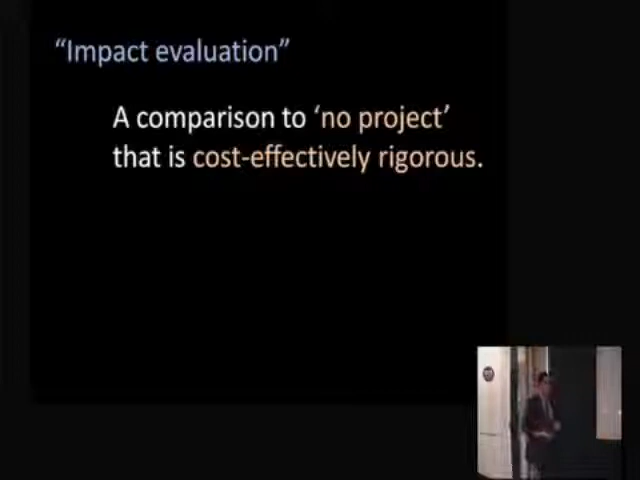 “Impact evaluation”
A comparison to ‘no project’
that is cost-effectively rigorous.